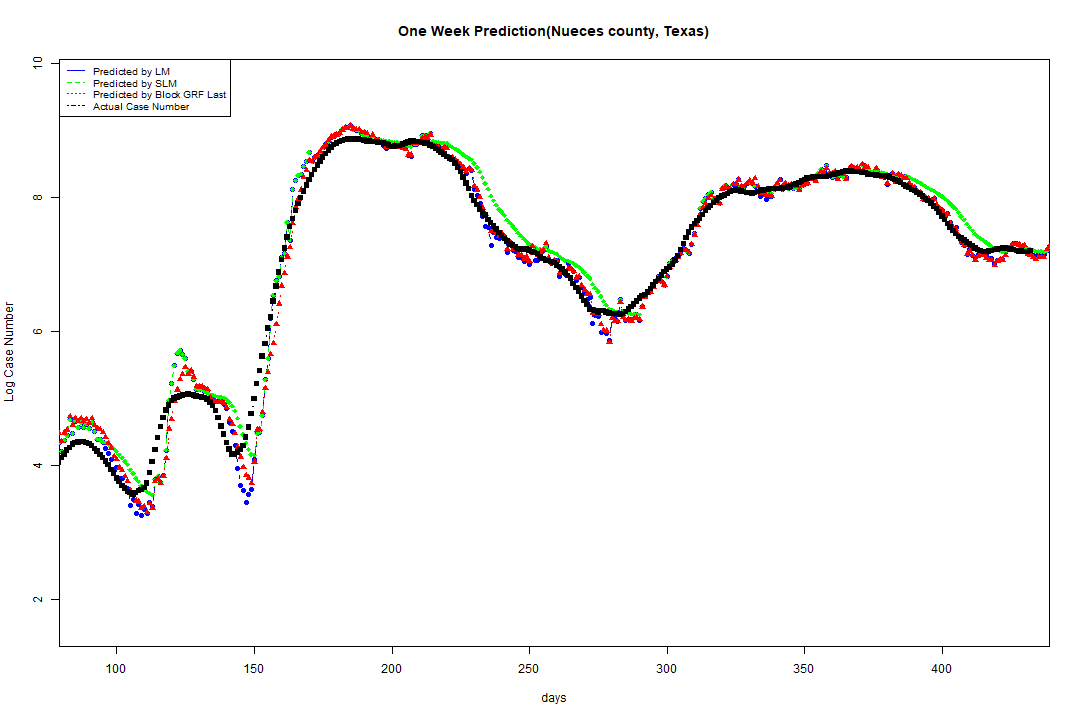 One Week Prediction(Nueces county, Texas)
Predicted by LM
Predicted by SLM
Predicted by Block GRF Last
Actual Case Number
10
8
6
4
2
Log Case Number
100 150 200 250 300 350 400
days